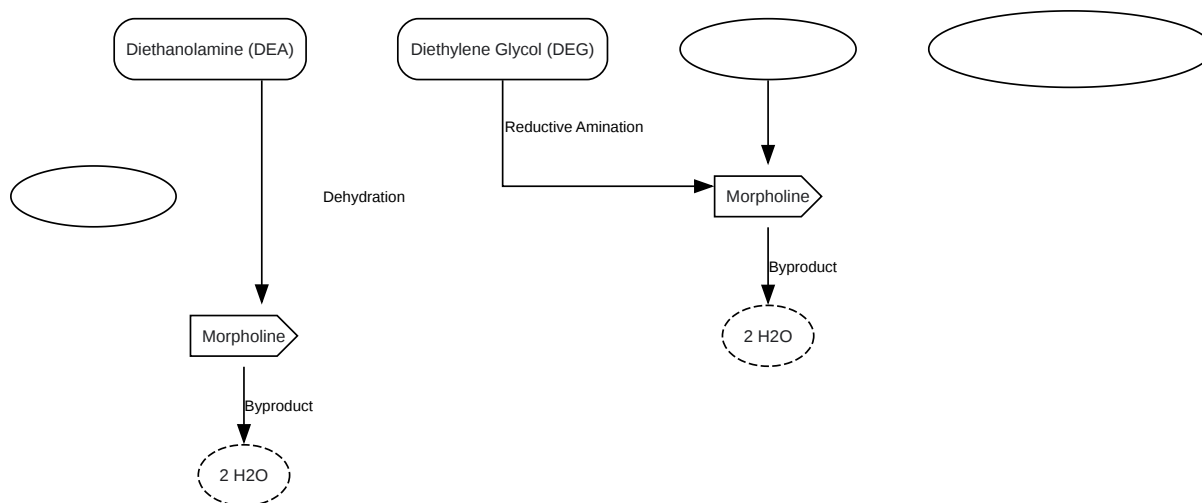 Diethanolamine (DEA)
Diethylene Glycol (DEG)
Reductive Amination
Dehydration
Morpholine
Byproduct
2 H2O
Morpholine
Byproduct
2 H2O